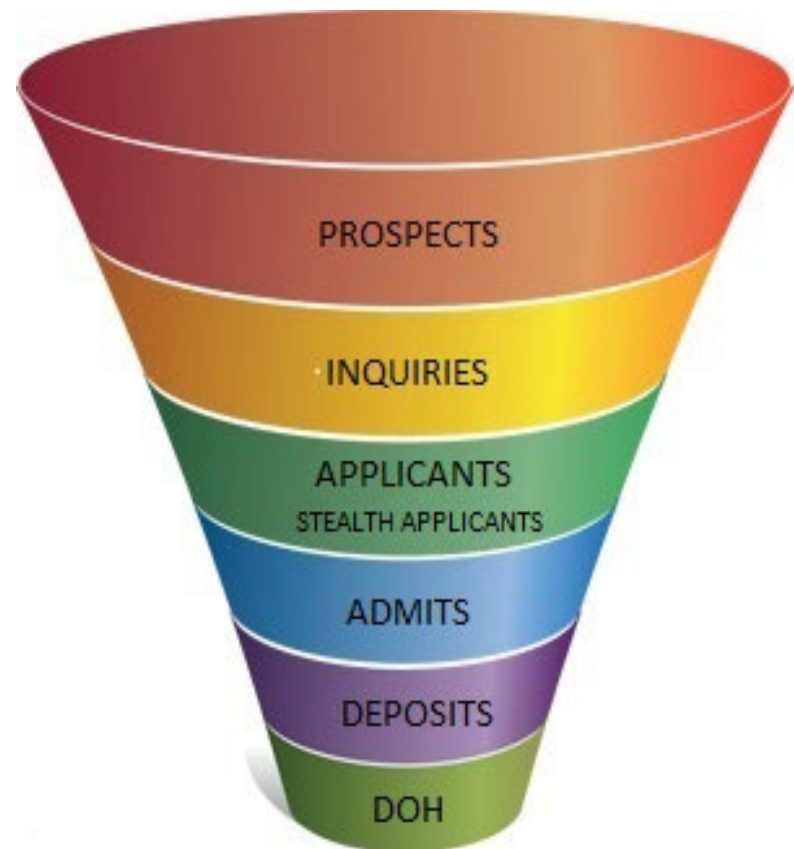 PROSPECTS
INQUIRIES
APPLICANTS
STEALTH APPLICANTS
ADMITS
DEPOSITS
DOH